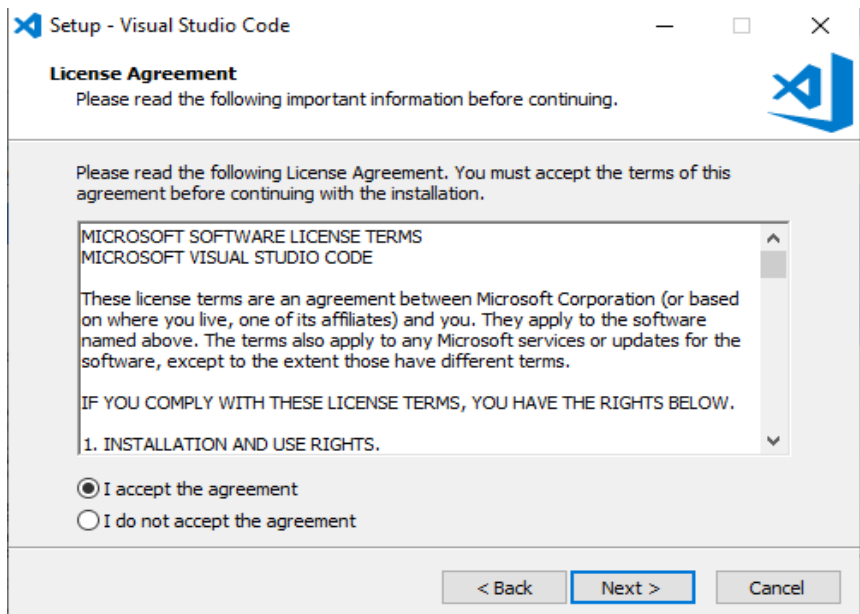 Setup - Visual Studio Code
License Agreement
Please read the following important information before continuing.
Please read the following License Agreement. You must accept the terms of this
agreement before continuing with the installation.
MICROSOFT SOFTWARE LICENSE TERMS
MICROSOFT VISUAL STUDIO CODE
These license terms are an agreement between Microsoft Corporation (or based
on where you live, one of its affiliates) and you. They apply to the software
named above. The terms also apply to any Microsoft services or updates for the
software, except to the extent those have different terms.
IF YOU COMPLY WITH THESE LICENSE TERMS, YOU HAVE THE RIGHTS BELOW.
1. INSTALLATION AND USE RIGHTS.
I accept the agreement
I do not accept the agreement
< Back Next > Cancel